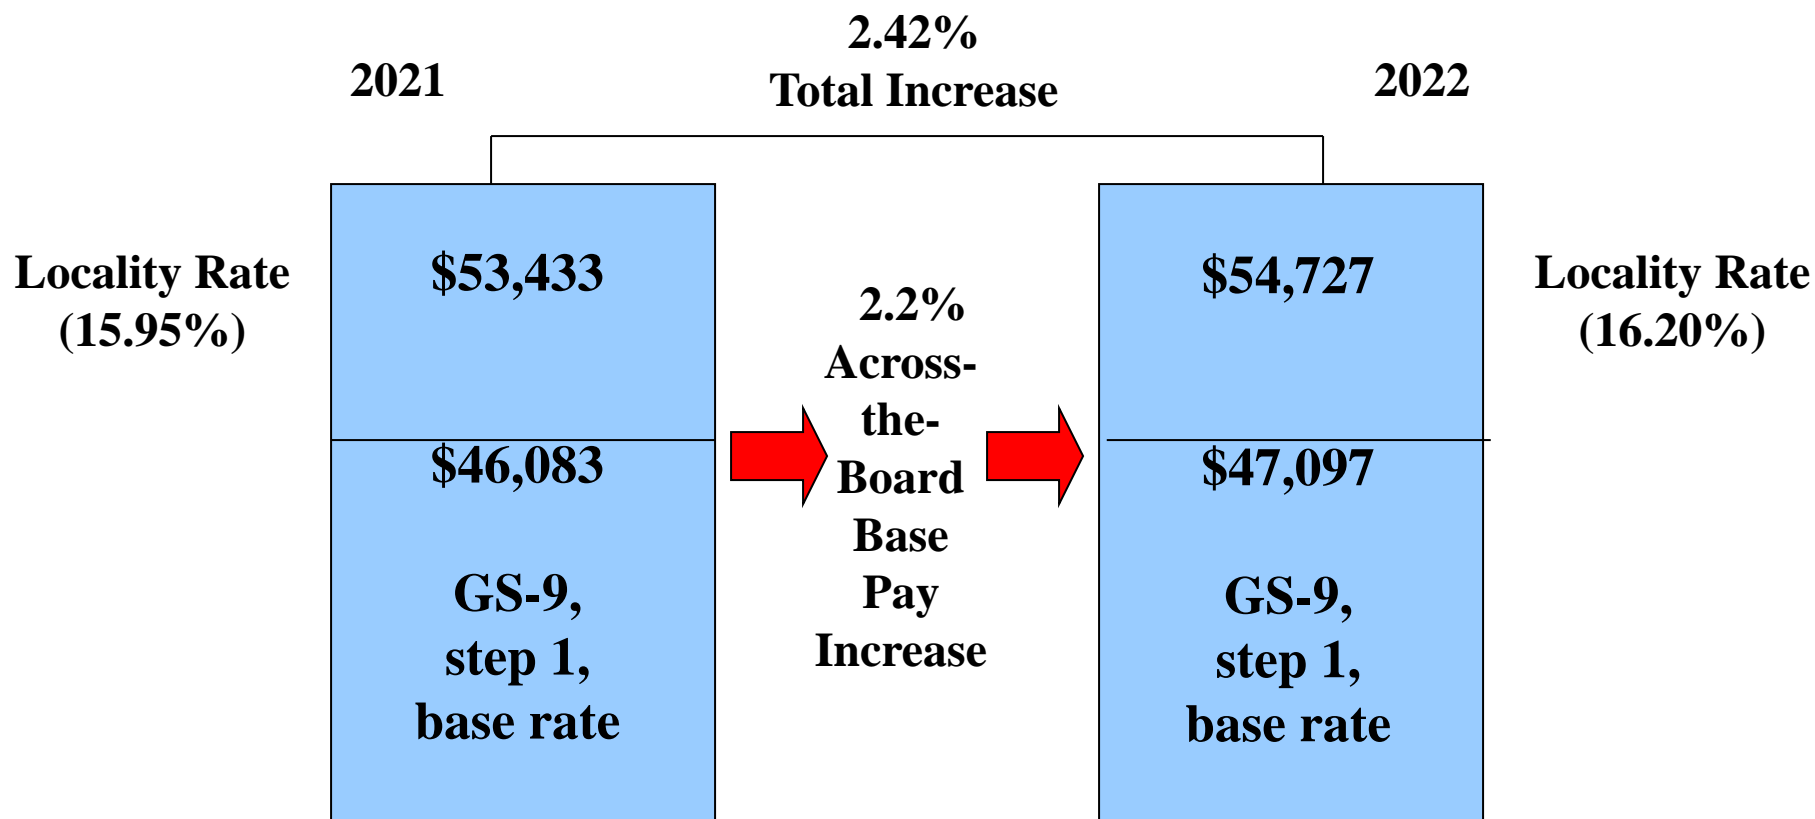 2021
2.42%
Total Increase
2022
Locality Rate
(15.95%)
$53,433
$46,083
GS-9,
step 1,
base rate
2.2%
Across-
the-
Board
Base
Pay
Increase
$54,727
$47,097
GS-9,
step 1,
base rate
Locality Rate
(16.20%)